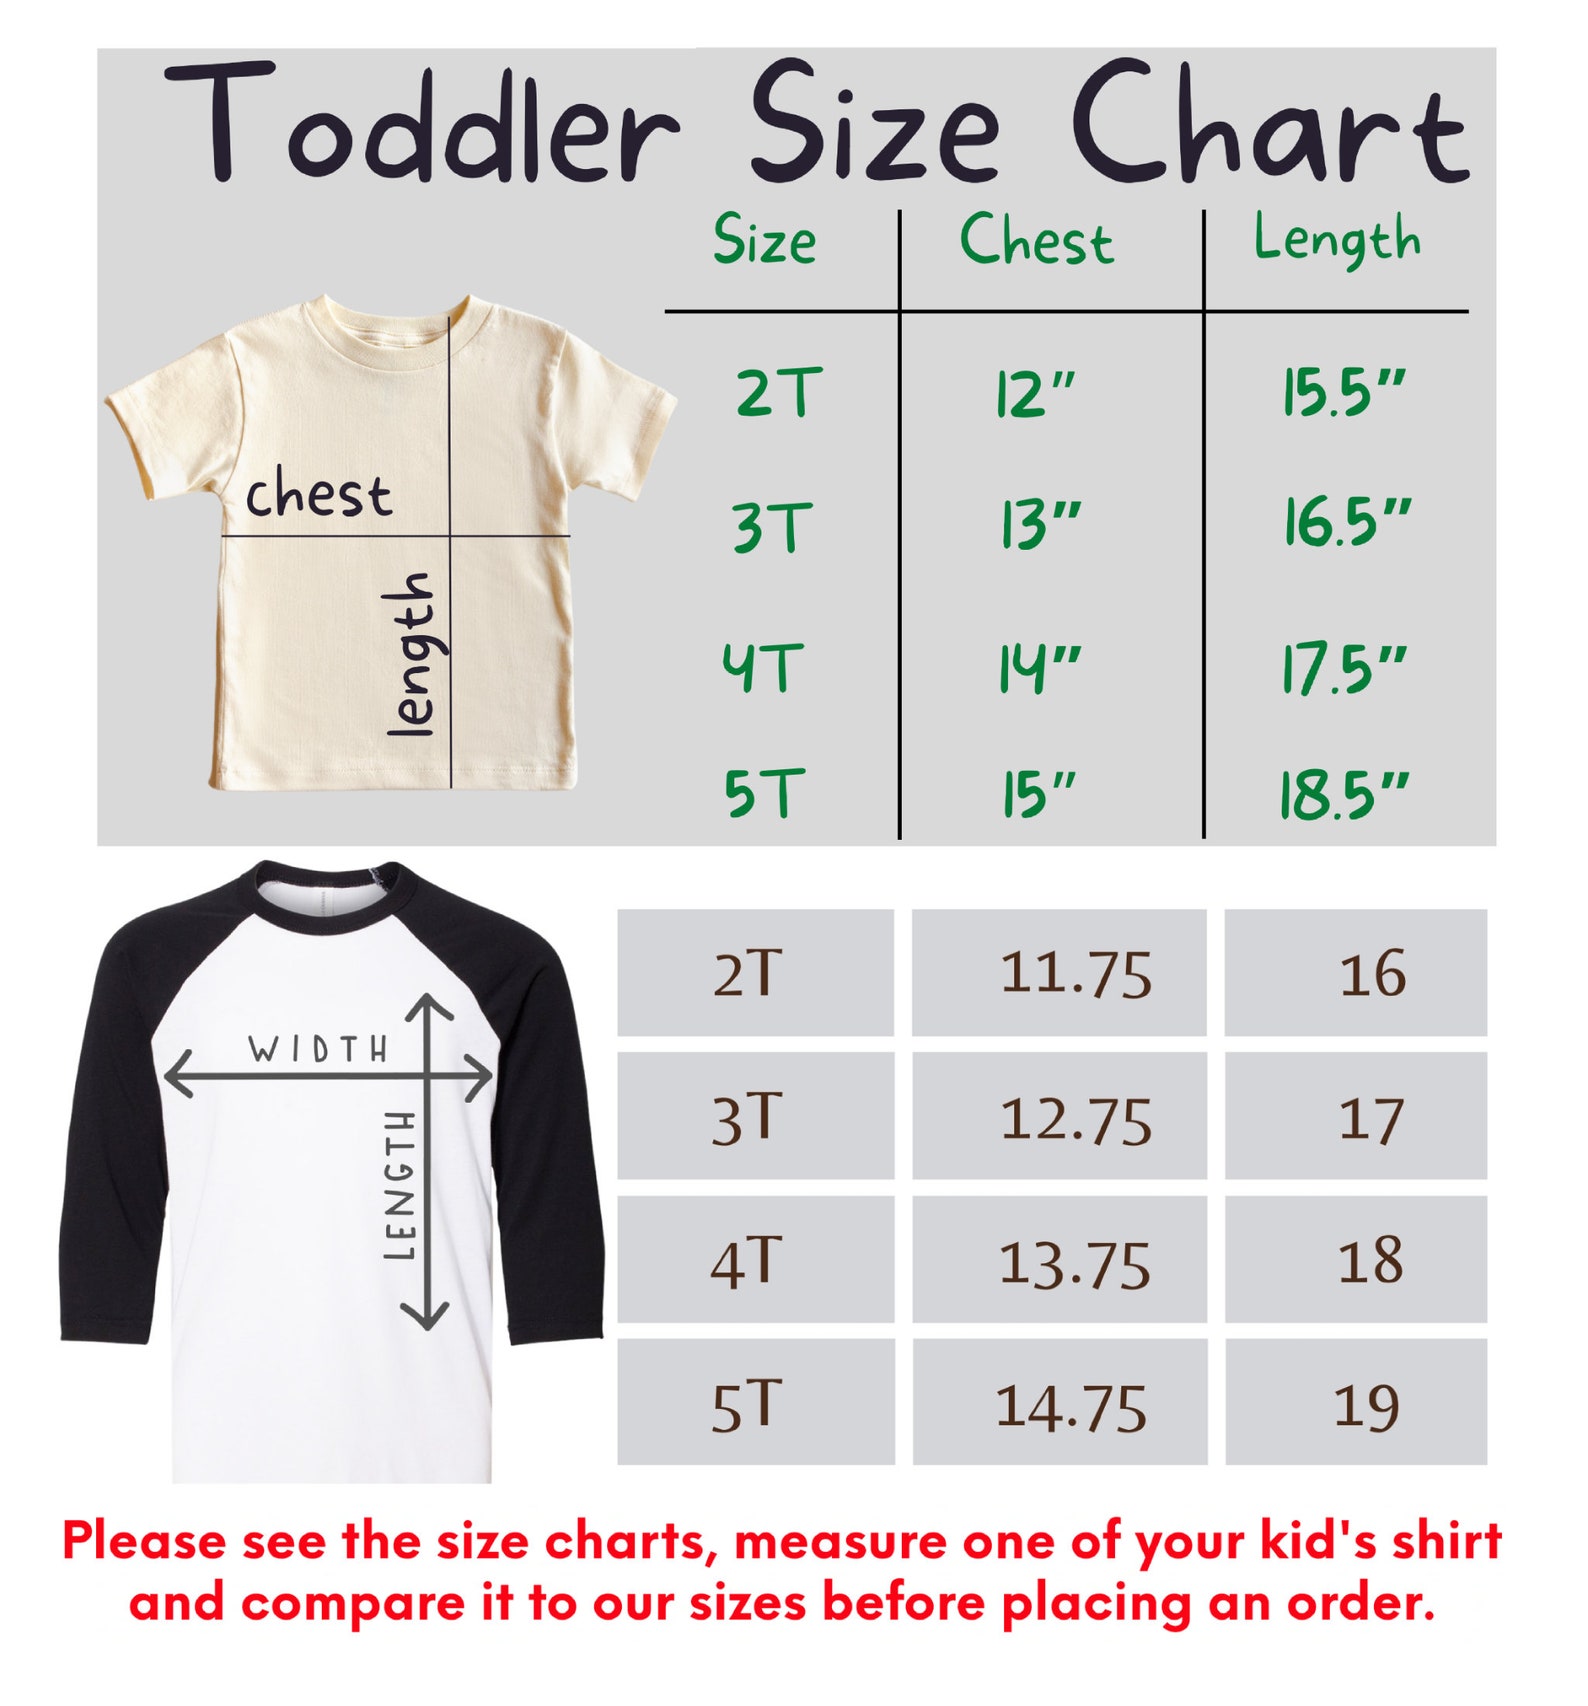 Toddler Size Chart
Size Chest Length
2T 12" 15.5"
chest
3T 13" 16.5"
length
4T 14" 17.5"
5T 15" 18.5"
2T 11.75 16
WIDTH
3T 12.75 17
LENGTH
4T 13.75 18
5T 14.75 19
Please see the size charts, measure one of your kid's shirt
and compare it to our sizes before placing an order.